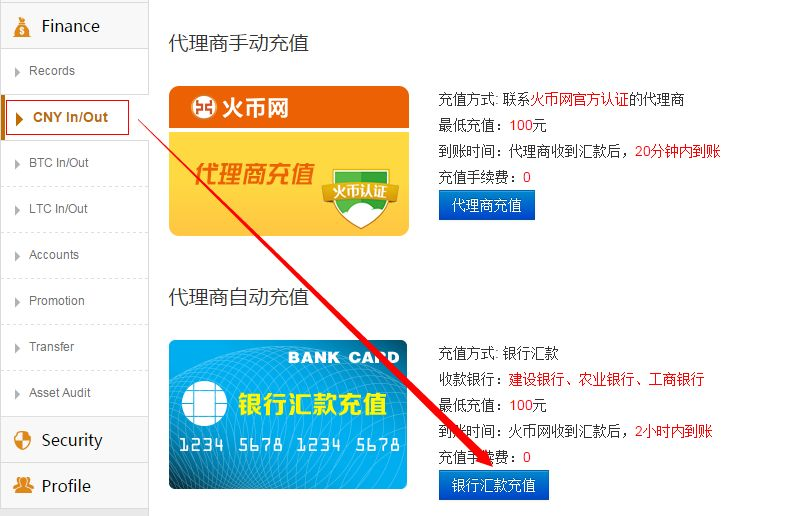 Finance
Records
CNY In/Out
BTC In/Out
LTC In/Out
Accounts
Promotion
Transfer
Asset Audit
Security
Profile
代理商手动充值
火币网
代理商充值
火币认证
充值方式: 联系火币网官方认证的代理商
最低充值：100元
到账时间：代理商收到汇款后，20分钟内到账
充值手续费：0
代理商充值
代理商自动充值
BANK CARD
银行汇款充值
1234 5678 1234 5678
充值方式: 银行汇款
收款银行：建设银行、农业银行、工商银行
最低充值：100元
到账时间：火币网收到汇款后，2小时内到账
充值手续费：0
银行汇款充值